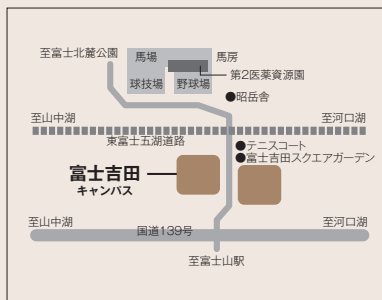 至富士北麓公園
馬場
馬房
第2医薬資源園
球技場
野球場
●昭岳舎
至山中湖
至河口湖
東富士五湖道路
●テニスコート
●富士吉田スクエアガーデン
富士吉田
キャンパス
至山中湖
国道139号
至河口湖
至富士山駅